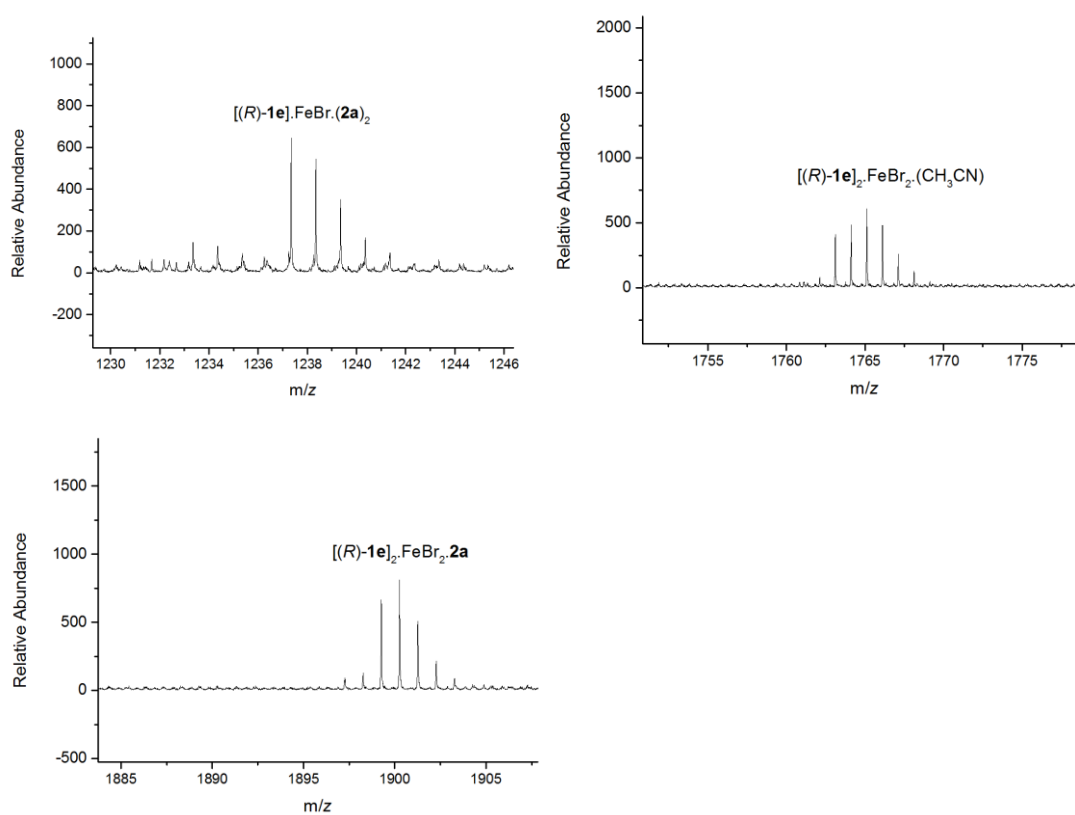 1000
800
600
400
200
0
-200
Relative Abundance
[(R)-1e].FeBr.(2a)2
1230 1232 1234 1236 1238 1240 1242 1244 1246
m/z
2000
1500
1000
500
0
Relative Abundance
[(R)-1e]2.FeBr2.(CH3CN)
1755 1760 1765 1770 1775
m/z
1500
1000
500
0
-500
Relative Abundance
[(R)-1e]2.FeBr2.2a
1885 1890 1895 1900 1905
m/z